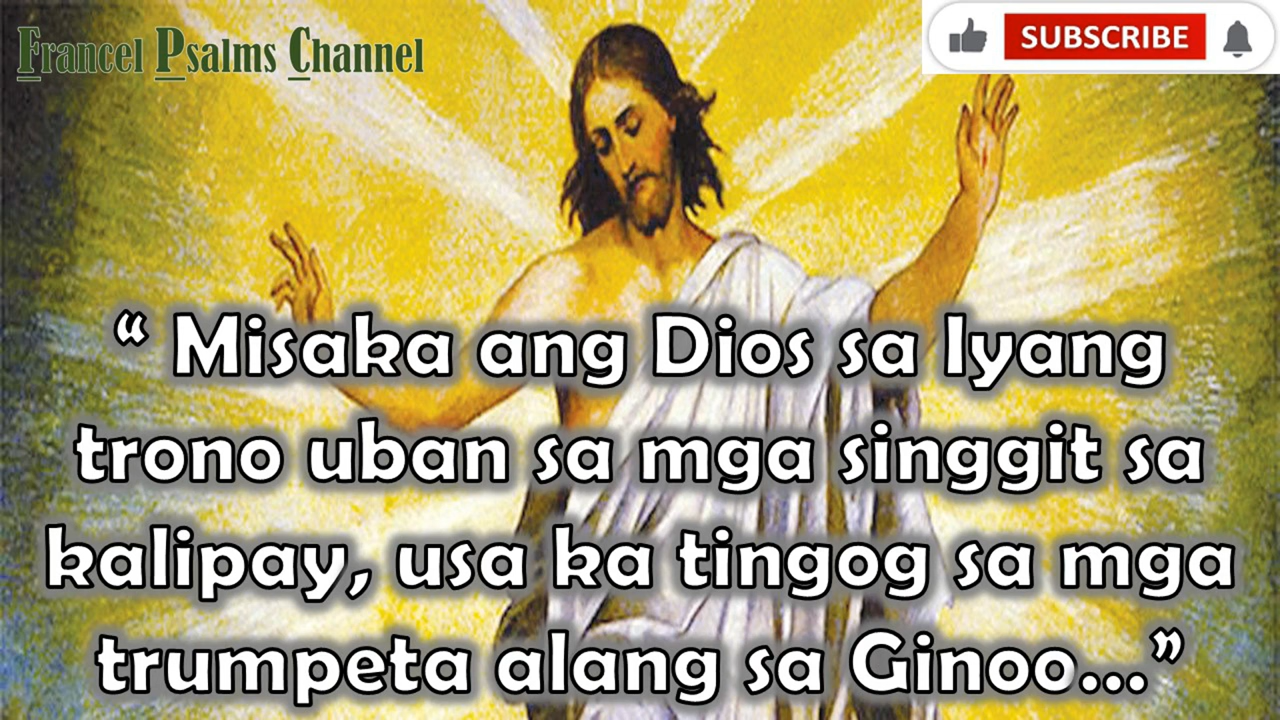 Francel Psalms Channel
SUBSCRIBE
“ Misaka ang Dios sa Iyang
trono uban sa mga singgit sa
kalipay, usa ka tingog sa mga
trumpeta alang sa Ginoo...”